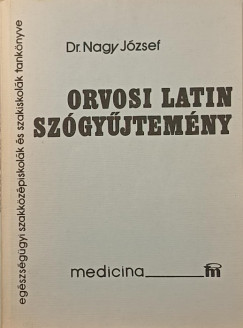 Dr. Nagy József
ORVOSI LATIN
SZÓGYŰJTEMÉNY
egészségügyi szakközépiskolák és szakiskolák tankönyve
medicina